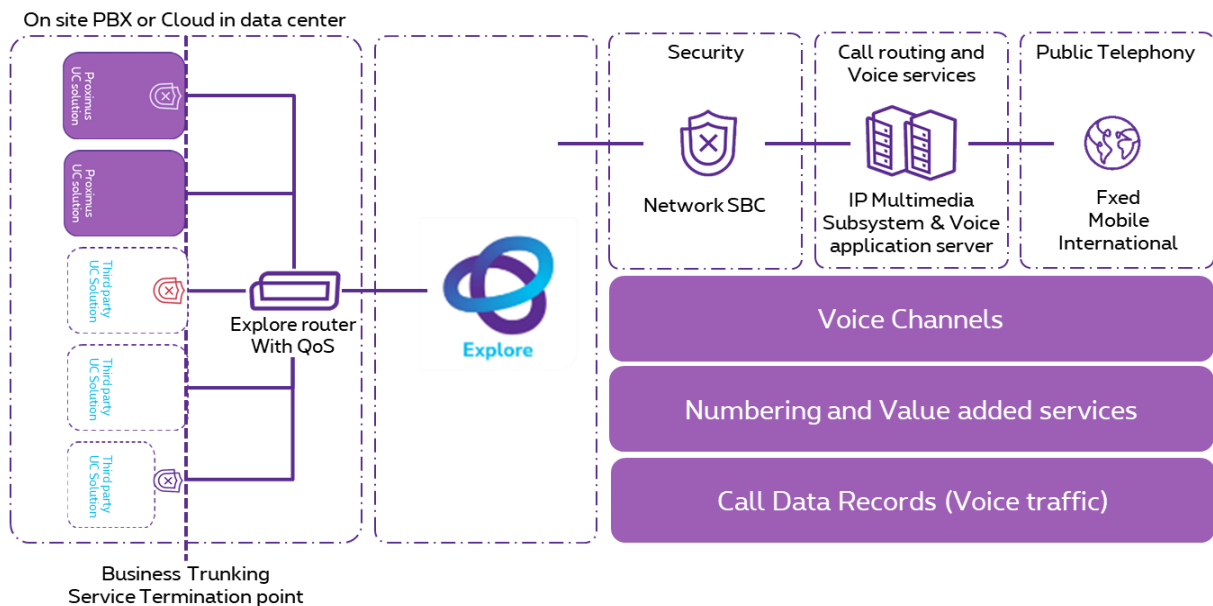 On site PBX or Cloud in data center
Proximus
UC solution
Proximus
UC solution
Third party
UC Solution
Third party
UC Solution
Third party
UC Solution
Explore router
With QoS
Business Trunking
Service Termination point
Explore
Security
Network SBC
Call routing and
Voice services
IP Multimedia
Subsystem & Voice
application server
Public Telephony
Fxed
Mobile
International
Voice Channels
Numbering and Value added services
Call Data Records (Voice traffic)